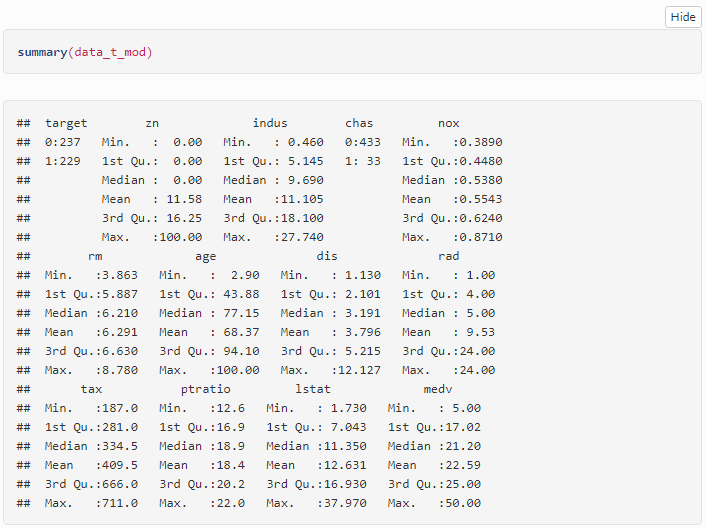 Hide
summary(data_t_mod)
##  target        zn             indus        chas         nox
##  0:237   Min.   :  0.00   Min.   : 0.460   0:433   Min.   :0.3890
##  1:229   1st Qu.:  0.00   1st Qu.: 5.145   1: 33   1st Qu.:0.4480
##          Median :  0.00   Median : 9.690           Median :0.5380
##          Mean   : 11.58   Mean   :11.105           Mean   :0.5543
##          3rd Qu.: 16.25   3rd Qu.:18.100           3rd Qu.:0.6240
##          Max.   :100.00   Max.   :27.740           Max.   :0.8710
##        rm             age              dis              rad
##  Min.   :3.863   Min.   :  2.90   Min.   : 1.130   Min.   : 1.00
##  1st Qu.:5.887   1st Qu.: 43.88   1st Qu.: 2.101   1st Qu.: 4.00
##  Median :6.210   Median : 77.15   Median : 3.191   Median : 5.00
##  Mean   :6.291   Mean   : 68.37   Mean   : 3.796   Mean   : 9.53
##  3rd Qu.:6.630   3rd Qu.: 94.10   3rd Qu.: 5.215   3rd Qu.:24.00
##  Max.   :8.780   Max.   :100.00   Max.   :12.127   Max.   :24.00
##       tax           ptratio         lstat             medv
##  Min.   :187.0   Min.   :12.6   Min.   : 1.730   Min.   : 5.00
##  1st Qu.:281.0   1st Qu.:16.9   1st Qu.: 7.043   1st Qu.:17.02
##  Median :334.5   Median :18.9   Median :11.350   Median :21.20
##  Mean   :409.5   Mean   :18.4   Mean   :12.631   Mean   :22.59
##  3rd Qu.:666.0   3rd Qu.:20.2   3rd Qu.:16.930   3rd Qu.:25.00
##  Max.   :711.0   Max.   :22.0   Max.   :37.970   Max.   :50.00